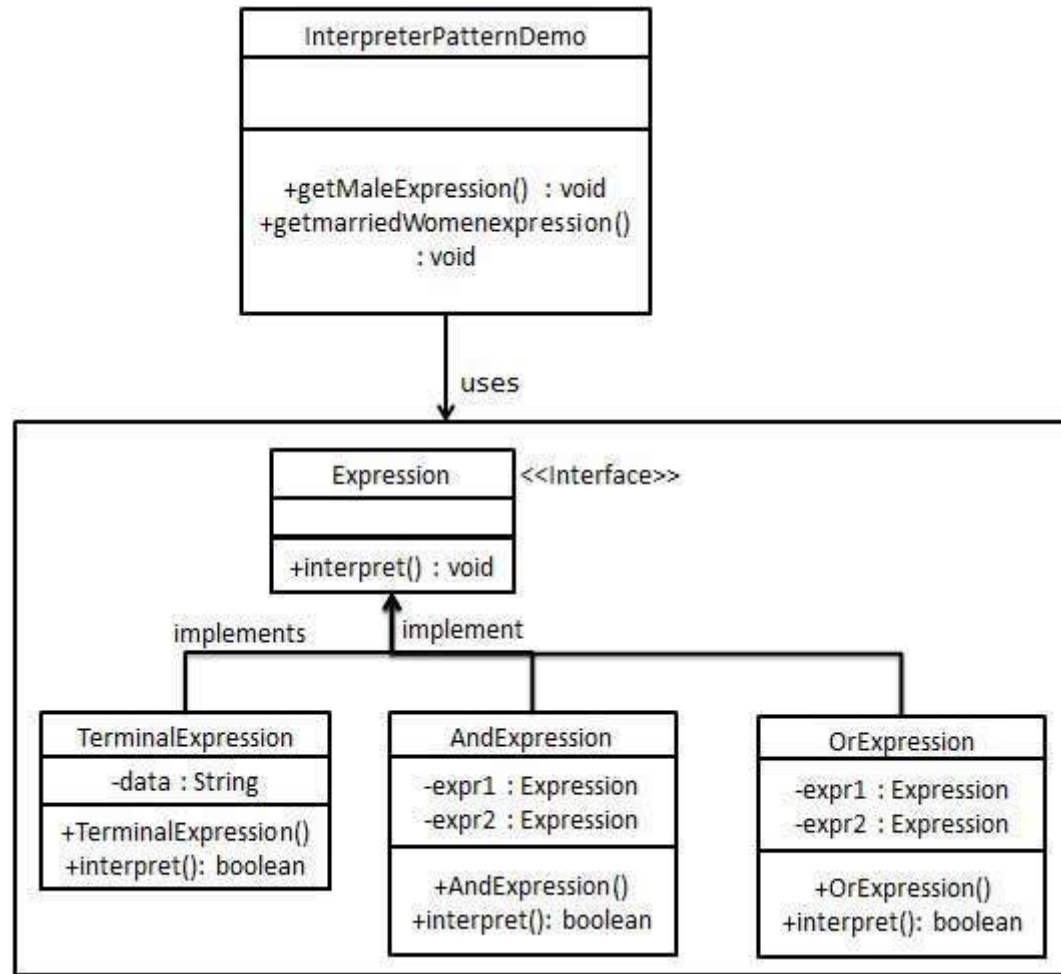 InterpreterPatternDemo
+getMaleExpression() : void
+getmarriedWomenexpression()
: void
uses
Expression
<<Interface>>
+interpret() : void
implements
implement
TerminalExpression
-data : String
+TerminalExpression()
+interpret(): boolean
AndExpression
-expr1 : Expression
-expr2 : Expression
+AndExpression()
+interpret(): boolean
OrExpression
-expr1 : Expression
-expr2 : Expression
+OrExpression()
+interpret(): boolean